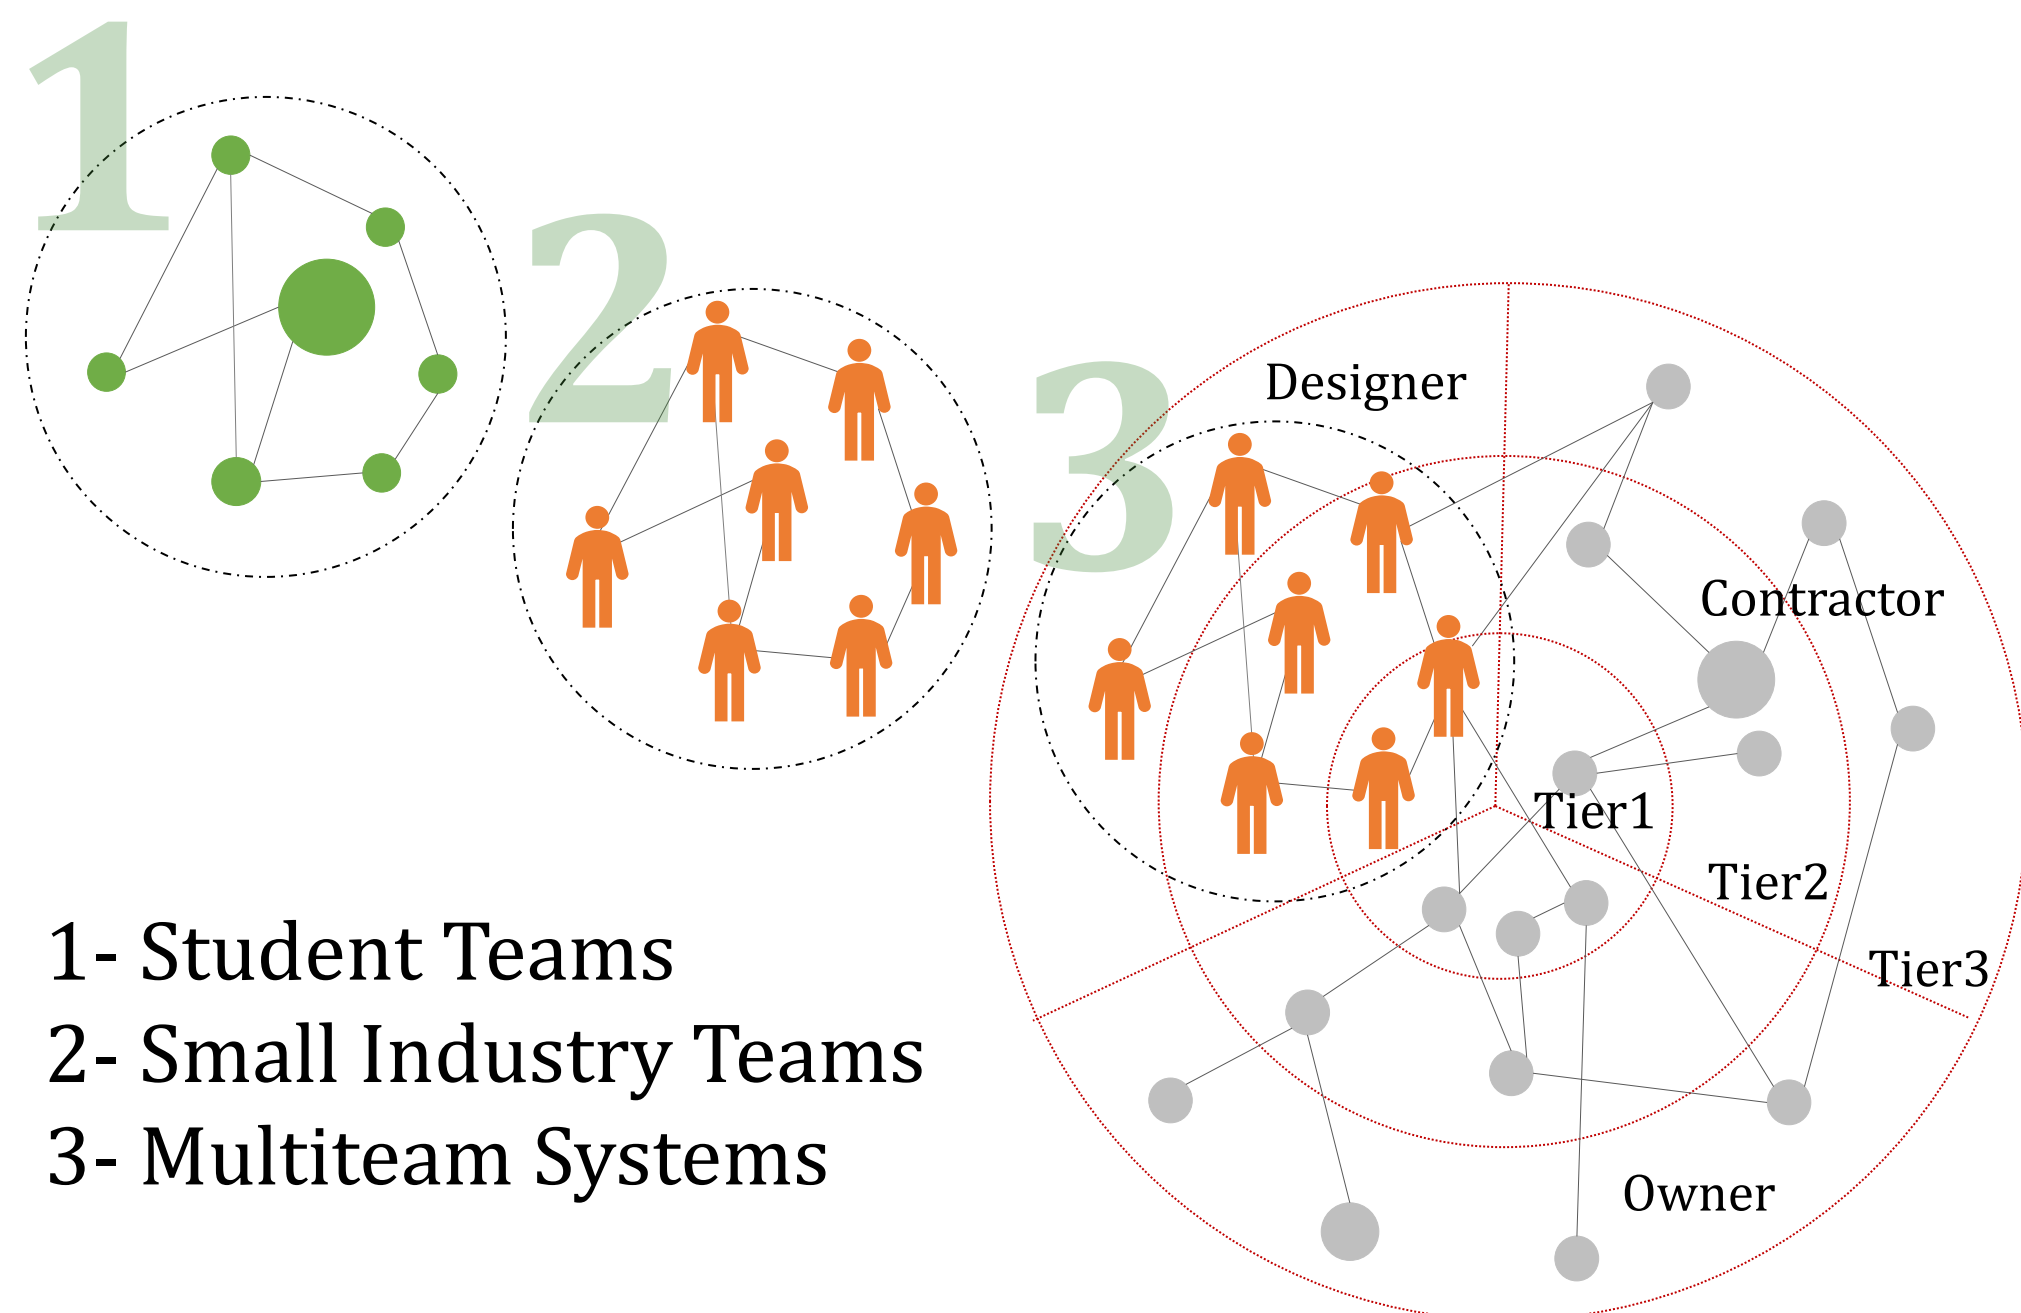 1
2
3
Designer
Contractor
Tier1
Tier2
Tier3
Owner
1- Student Teams
2- Small Industry Teams
3- Multiteam Systems